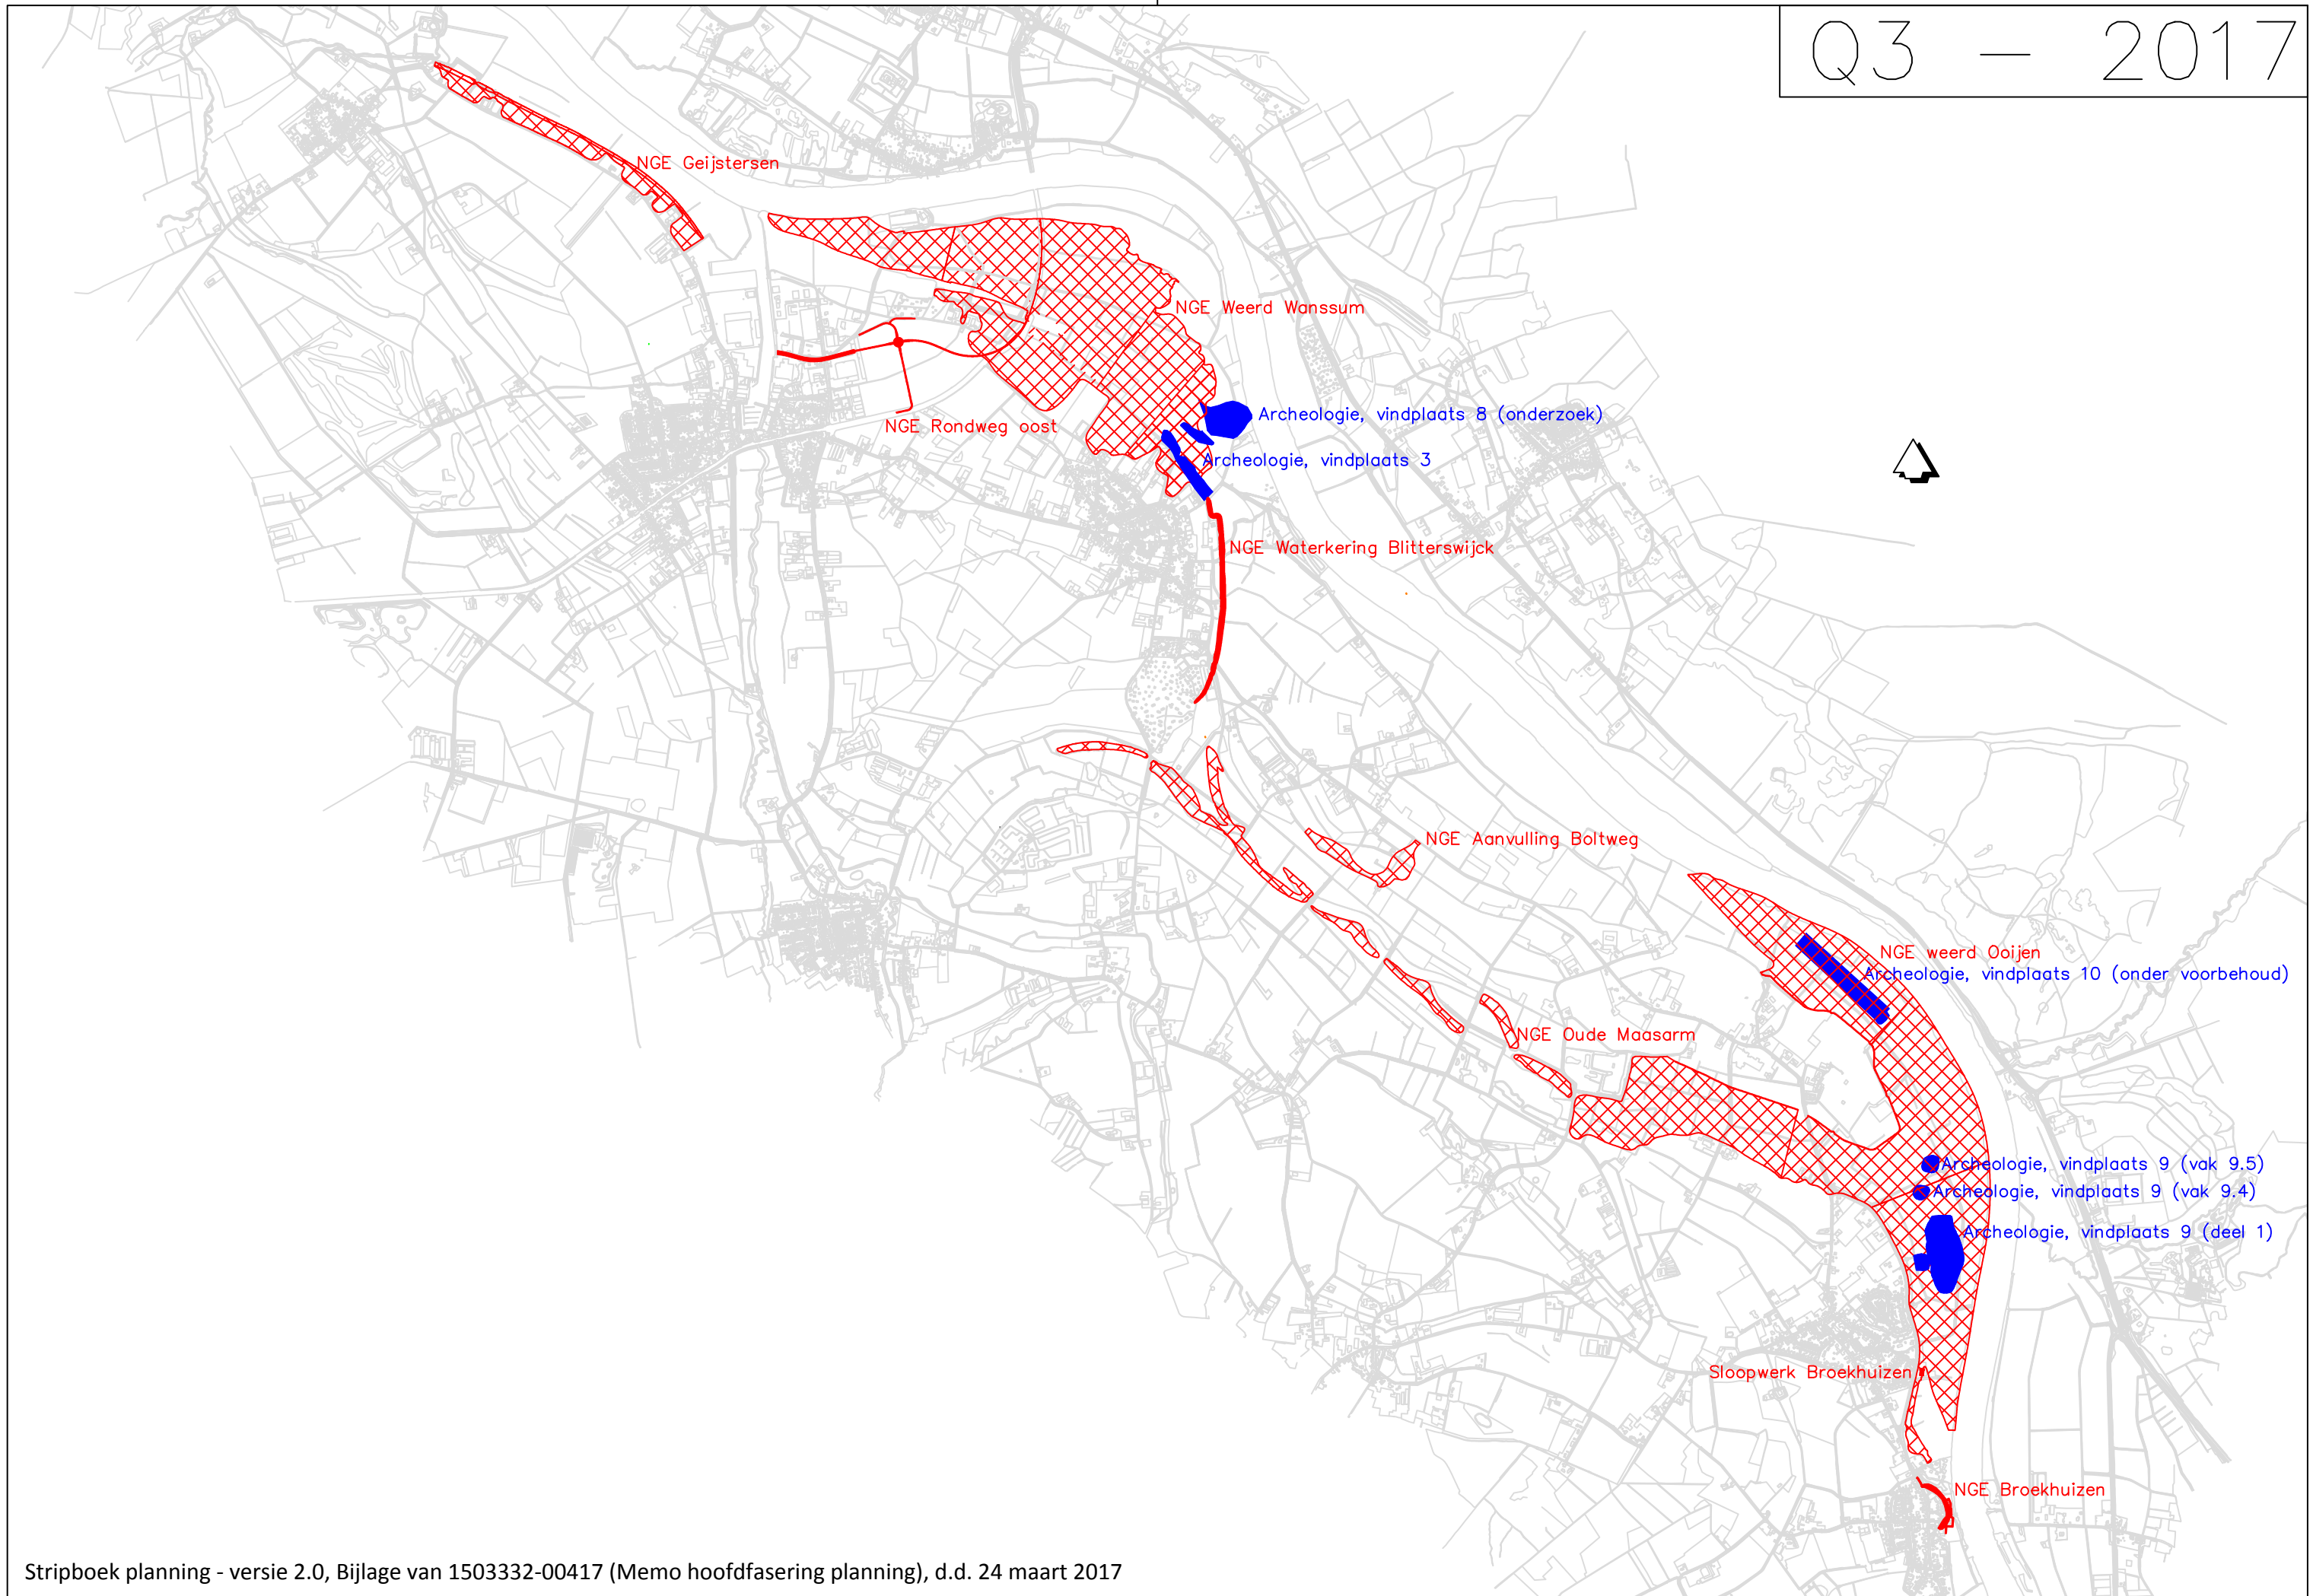 Q3 - 2017
NGE Geijstersen
NGE Weerd Wanssum
Archeologie, vindplaats 8 (onderzoek)
NGE Rondweg oost
Archeologie, vindplaats 3
NGE Waterkering Blitterswijck
NGE Aanvulling Boltweg
NGE weerd Ooijen
Archeologie, vindplaats 10 (onder voorbehoud)
NGE Oude Maasarm
Archeologie, vindplaats 9 (vak 9.5)
Archeologie, vindplaats 9 (vak 9.4)
Archeologie, vindplaats 9 (deel 1)
Sloopwerk Broekhuizen
NGE Broekhuizen
Stripboek planning - versie 2.0, Bijlage van 1503332-00417 (Memo hoofdfasering planning), d.d. 24 maart 2017